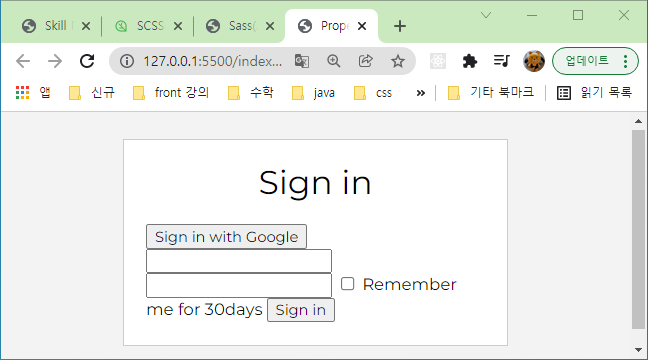 Skill
SCSS
Sass(
Prope
127.0.0.1:5500/index...
업데이트
앱
신규
front 강의
수학
java
css
»
기타 북마크
읽기 목록
Sign in
Sign in with Google
Remember
me for 30days Sign in